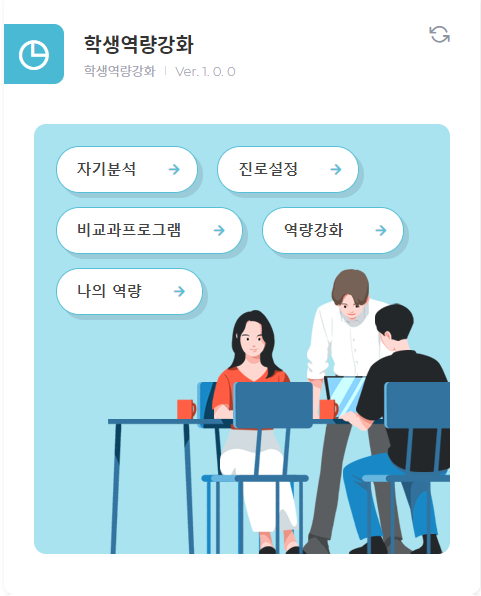 학생역량강화
학생역량강화 | Ver. 1. 0. 0
자기분석 → 진로설정 →
비교과프로그램 → 역량강화 →
나의 역량 →